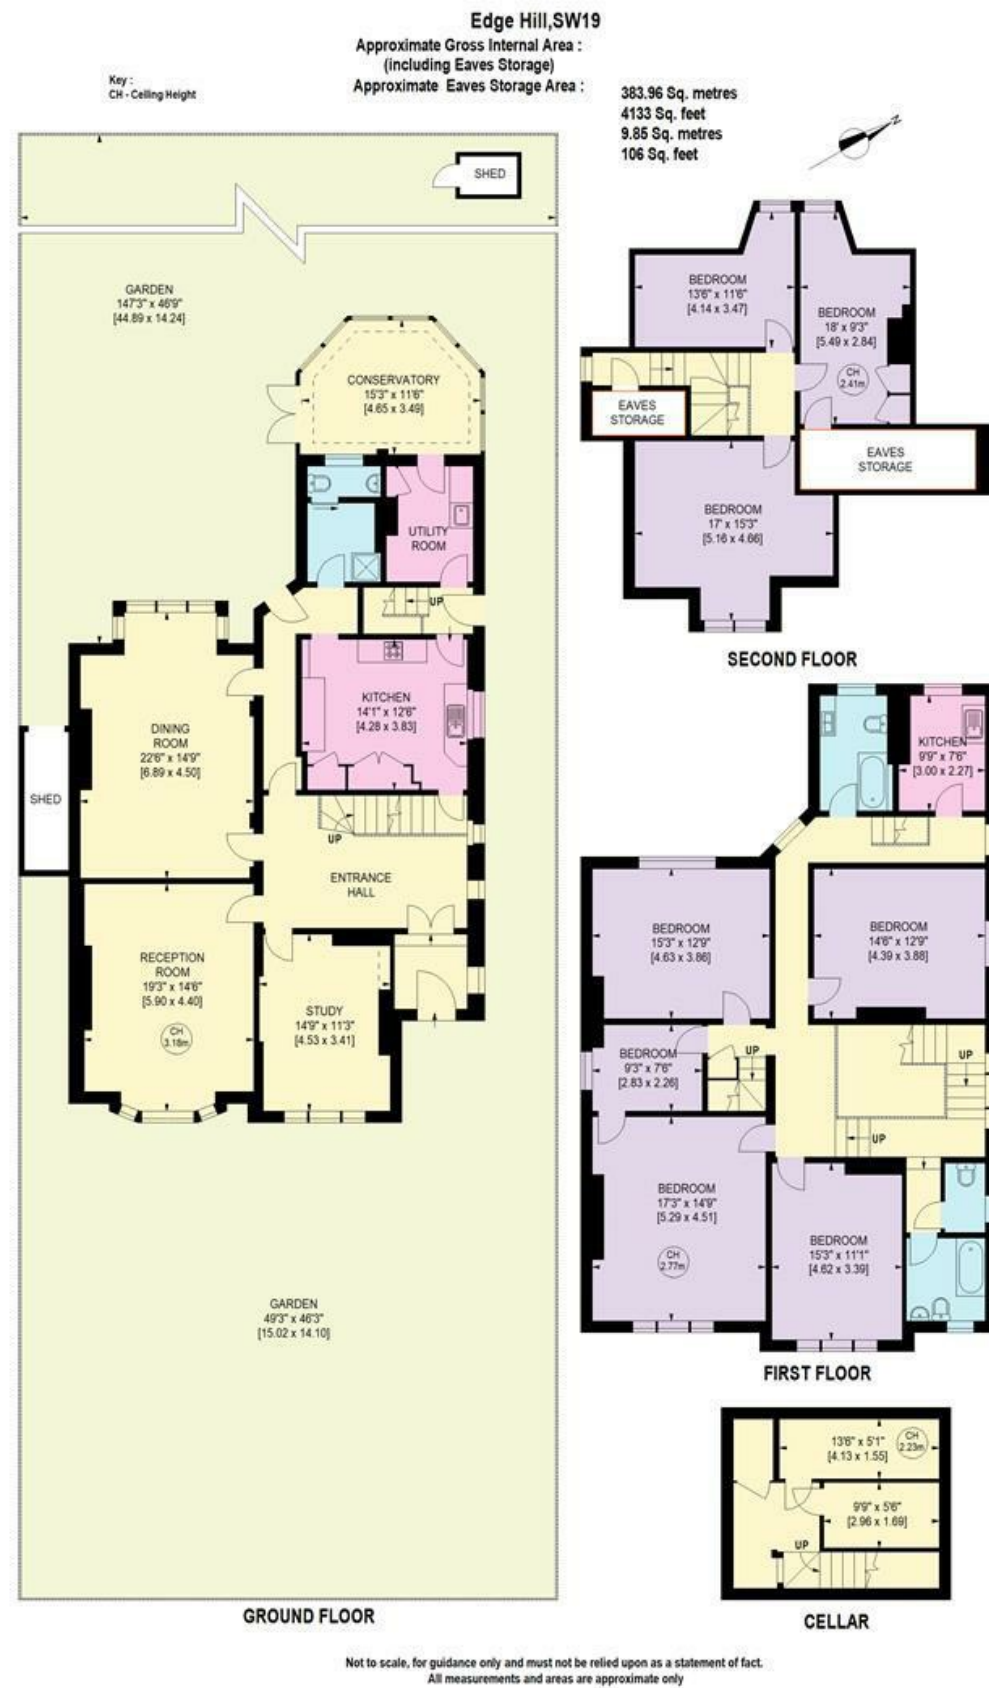 Edge Hill,SW19
Approximate Gross Internal Area :
(including Eaves Storage)
Approximate Eaves Storage Area :
383.96 Sq. metres
4133 Sq. feet
9.85 Sq. metres
106 Sq. feet
Key :
CH - Ceiling Height
N
SHED
GARDEN
147'3" x 46'9"
[44.89 x 14.24]
CONSERVATORY
15'3" x 11'6"
[4.65 x 3.49]
UTILITY
ROOM
UP
KITCHEN
14'1" x 12'6"
[4.28 x 3.83]
DINING
ROOM
22'6" x 14'9"
[6.89 x 4.50]
SHED
UP
ENTRANCE
HALL
RECEPTION
ROOM
19'3" x 14'6"
[5.90 x 4.40]
CH
3.18m
STUDY
14'9" x 11'3"
[4.53 x 3.41]
GARDEN
49'3" x 46'3"
[15.02 x 14.10]
GROUND FLOOR
BEDROOM
13'6" x 11'6"
[4.14 x 3.47]
BEDROOM
18' x 9'3"
[5.49 x 2.84]
CH
2.41m
EAVES
STORAGE
EAVES
STORAGE
BEDROOM
17' x 15'3"
[5.16 x 4.66]
SECOND FLOOR
KITCHEN
9'9" x 7'6"
[3.00 x 2.27]
BEDROOM
15'3" x 12'9"
[4.63 x 3.86]
BEDROOM
14'6" x 12'9"
[4.39 x 3.88]
BEDROOM
9'3" x 7'6"
[2.83 x 2.26]
UP
UP
UP
BEDROOM
17'3" x 14'9"
[5.29 x 4.51]
CH
2.77m
BEDROOM
15'3" x 11'1"
[4.62 x 3.39]
FIRST FLOOR
13'6" x 5'1"
[4.13 x 1.55]
CH
2.23m
9'9" x 5'6"
[2.96 x 1.69]
UP
CELLAR
Not to scale, for guidance only and must not be relied upon as a statement of fact.
All measurements and areas are approximate only